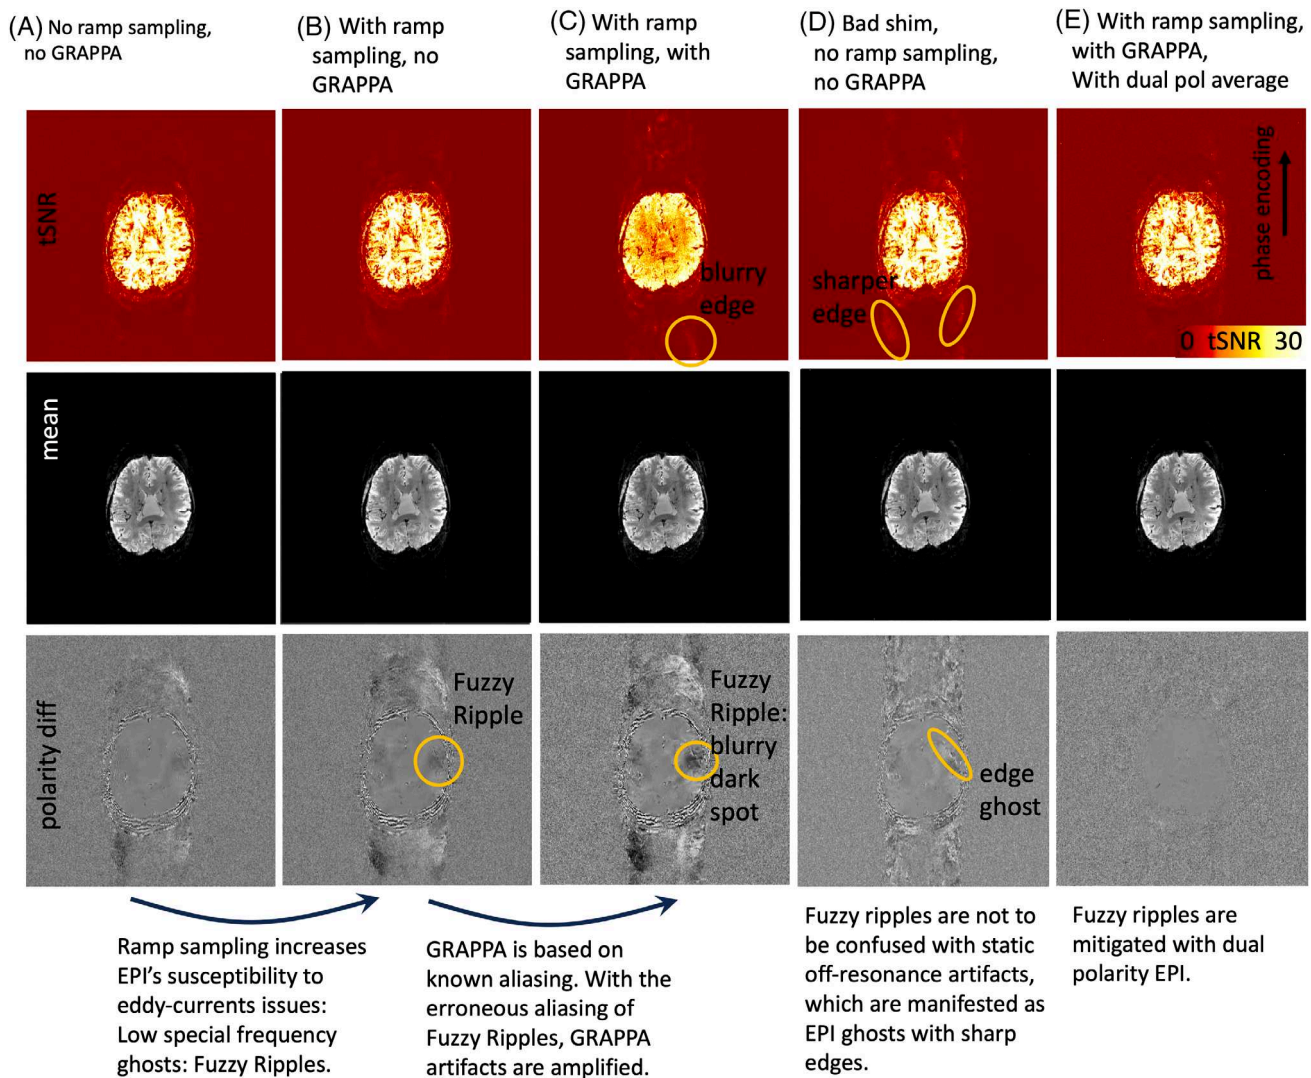 (A) No ramp sampling,
no GRAPPA
(B) With ramp
sampling, no
GRAPPA
(C) With ramp
sampling, with
GRAPPA
(D) Bad shim,
no ramp sampling,
no GRAPPA
(E) With ramp sampling,
with GRAPPA,
With dual pol average
tSNR
blurry
edge
sharper
edge
phase encoding
0 tSNR 30
mean
polarity diff
Fuzzy
Ripple
Fuzzy
Ripple:
blurry
dark
spot
edge
ghost
Ramp sampling increases
EPI’s susceptibility to
eddy-currents issues:
Low special frequency
ghosts: Fuzzy Ripples.
GRAPPA is based on
known aliasing. With the
erroneous aliasing of
Fuzzy Ripples, GRAPPA
artifacts are amplified.
Fuzzy ripples are not to
be confused with static
off-resonance artifacts,
which are manifested as
EPI ghosts with sharp
edges.
Fuzzy ripples are
mitigated with dual
polarity EPI.